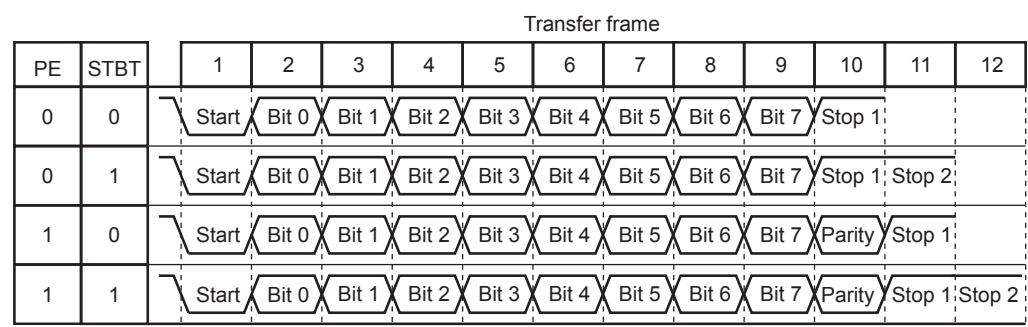 Transfer frame
PE STBT 1 2 3 4 5 6 7 8 9 10 11 12
0 0 Start Bit 0 Bit 1 Bit 2 Bit 3 Bit 4 Bit 5 Bit 6 Bit 7 Stop 1
0 1 Start Bit 0 Bit 1 Bit 2 Bit 3 Bit 4 Bit 5 Bit 6 Bit 7 Stop 1 Stop 2
1 0 Start Bit 0 Bit 1 Bit 2 Bit 3 Bit 4 Bit 5 Bit 6 Bit 7 Parity Stop 1
1 1 Start Bit 0 Bit 1 Bit 2 Bit 3 Bit 4 Bit 5 Bit 6 Bit 7 Parity Stop 1 Stop 2